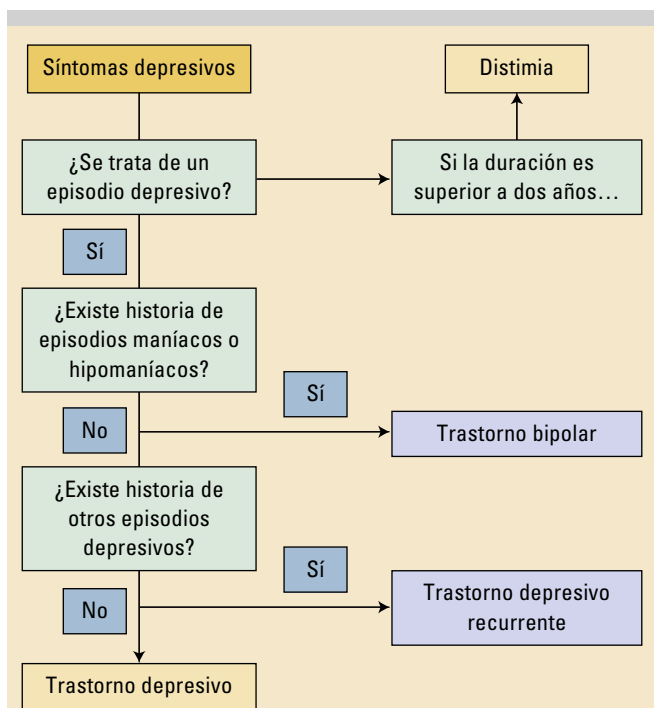 Síntomas depresivos
Distimia
¿Se trata de un
episodio depresivo?
Si la duración es
superior a dos años...
Sí
¿Existe historia de
episodios maníacos o
hipomaníacos?
Sí
No
Trastorno bipolar
¿Existe historia de
otros episodios
depresivos?
Sí
No
Trastorno depresivo
recurrente
Trastorno depresivo